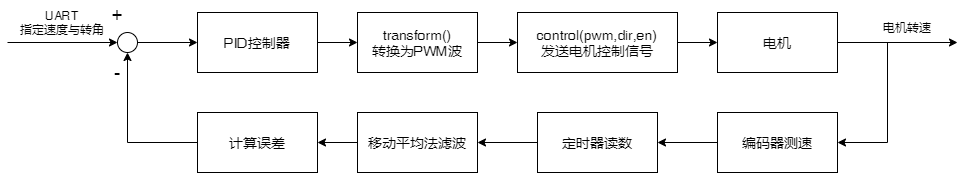 UART
指定速度与转角
+
-
PID控制器
transform()
转换为PWM波
control(pwm,dir,en)
发送电机控制信号
电机
电机转速
计算误差
移动平均法滤波
定时器读数
编码器测速